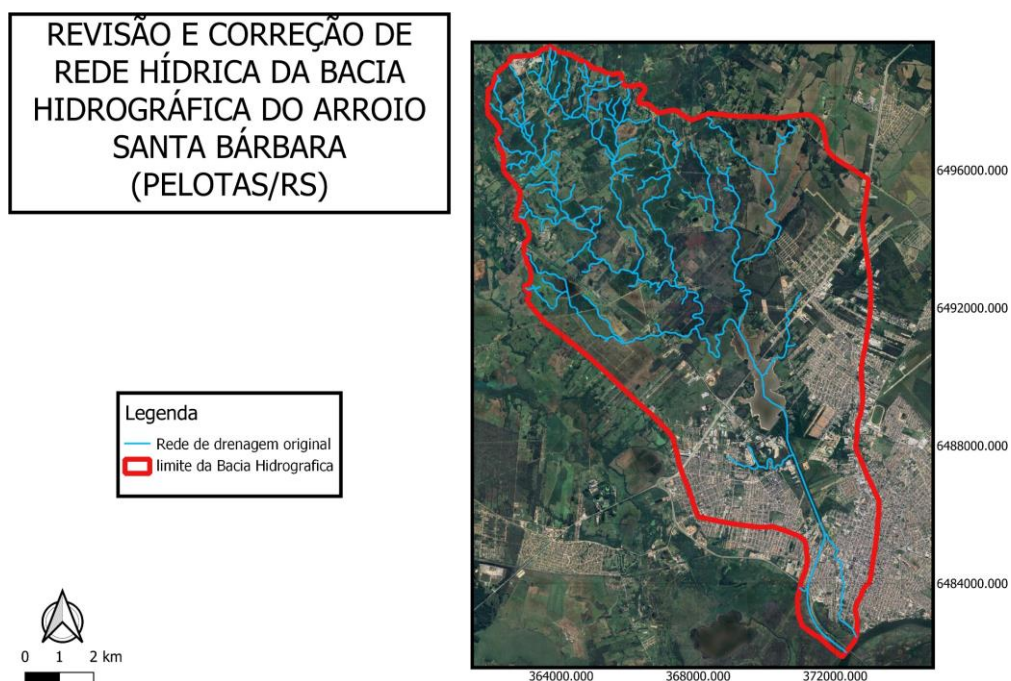 REVISÃO E CORREÇÃO DE
REDE HÍDRICA DA BACIA
HIDROGRÁFICA DO ARROIO
SANTA BÁRBARA
(PELOTAS/RS)
Legenda
Rede de drenagem original
limite da Bacia Hidrografica
0 1 2 km
6496000.000
6492000.000
6488000.000
6484000.000
364000.000 368000.000 372000.000